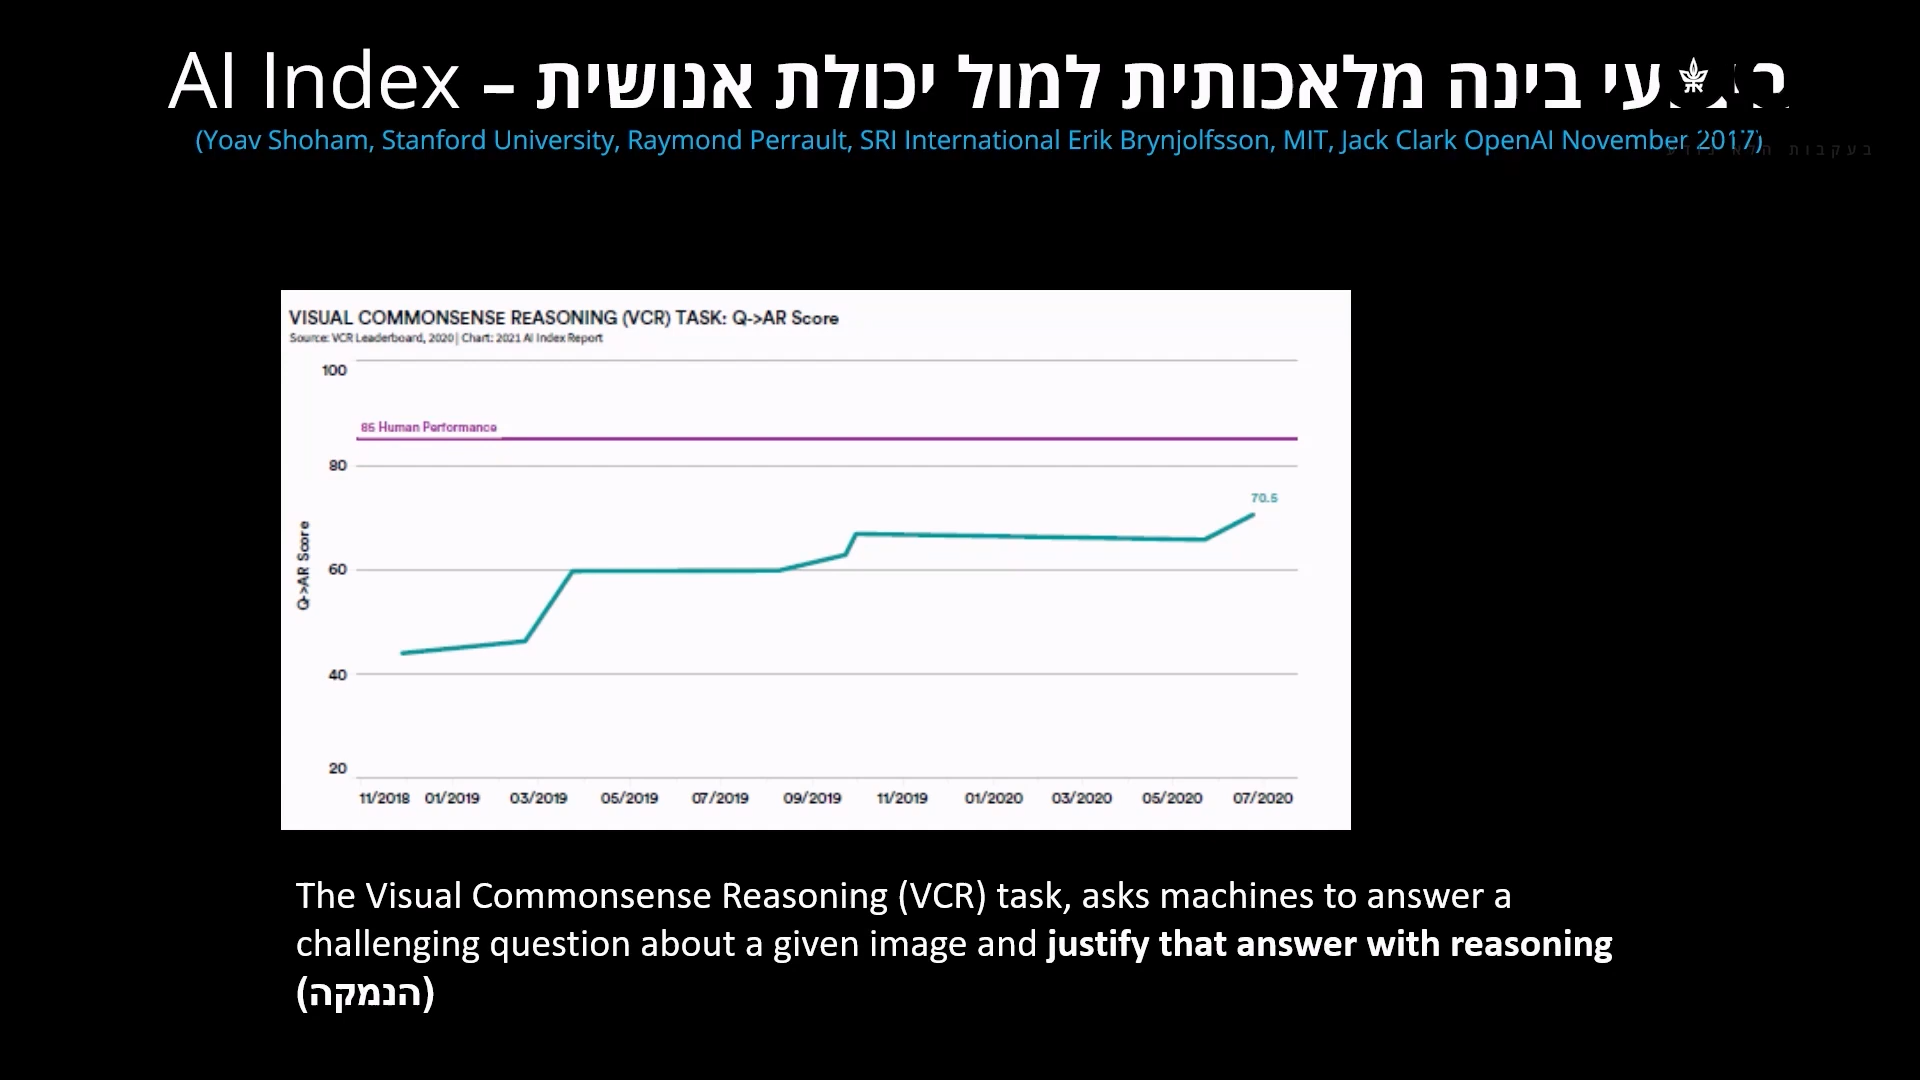 AI Index – עי בינה מלאכותית למול יכולת אנושית
(Yoav Shoham, Stanford University, Raymond Perrault, SRI International Erik Brynjolfsson, MIT, Jack Clark OpenAI November 2017)
בעקבות הלא נודע
VISUAL COMMONSENSE REASONING (VCR) TASK: Q->AR Score
Source: VCR Leaderboard, 2020 | Chart: 2021 AI Index Report
100
85 Human Performance
80
70.5
Q->AR Score
60
40
20
11/2018 01/2019 03/2019 05/2019 07/2019 09/2019 11/2019 01/2020 03/2020 05/2020 07/2020
The Visual Commonsense Reasoning (VCR) task, asks machines to answer a
challenging question about a given image and justify that answer with reasoning
(הנמקה)